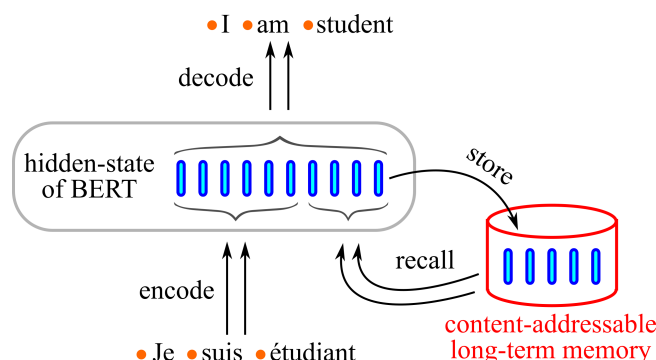 • I • am • student
decode
hidden-state
of BERT
store
recall
encode
content-addressable
long-term memory
• Je • suis • étudiant